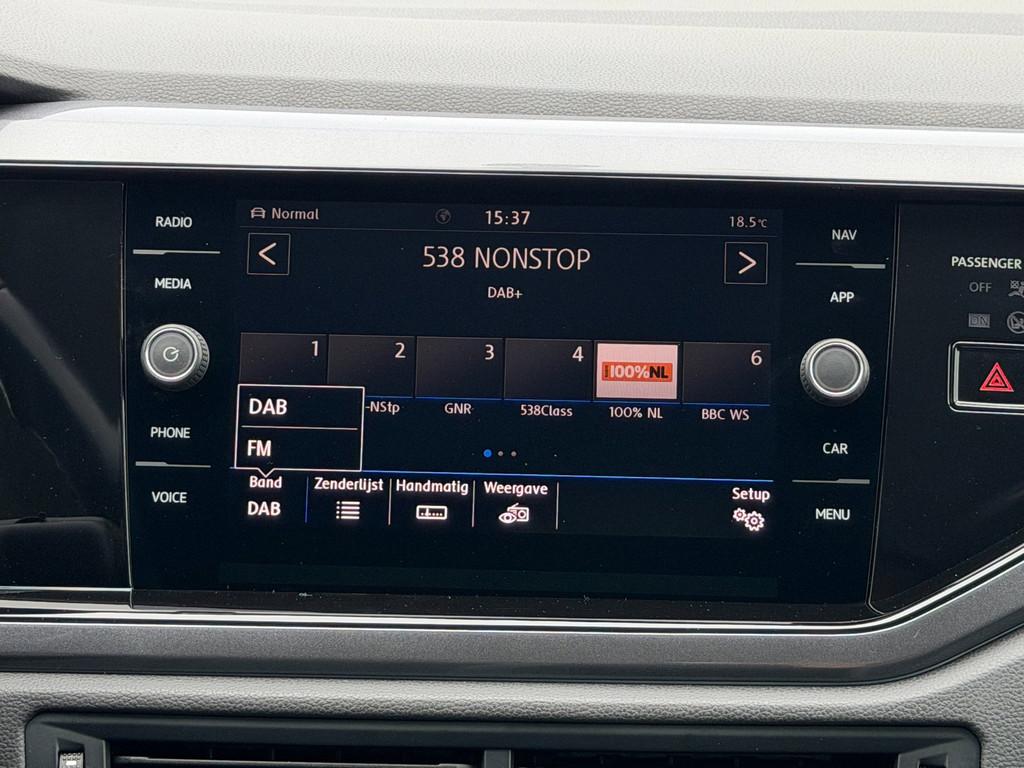 RADIO
MEDIA
PHONE
VOICE
Normal
15:37
18.5°C
<
538 NONSTOP
>
DAB+
1
2
3
4
100%NL
6
-NStp
GNR
538Class
100% NL
BBC WS
DAB
FM
Band
DAB
Zenderlijst
Handmatig
Weergave
Setup
NAV
APP
CAR
MENU
PASSENGER
OFF
ON